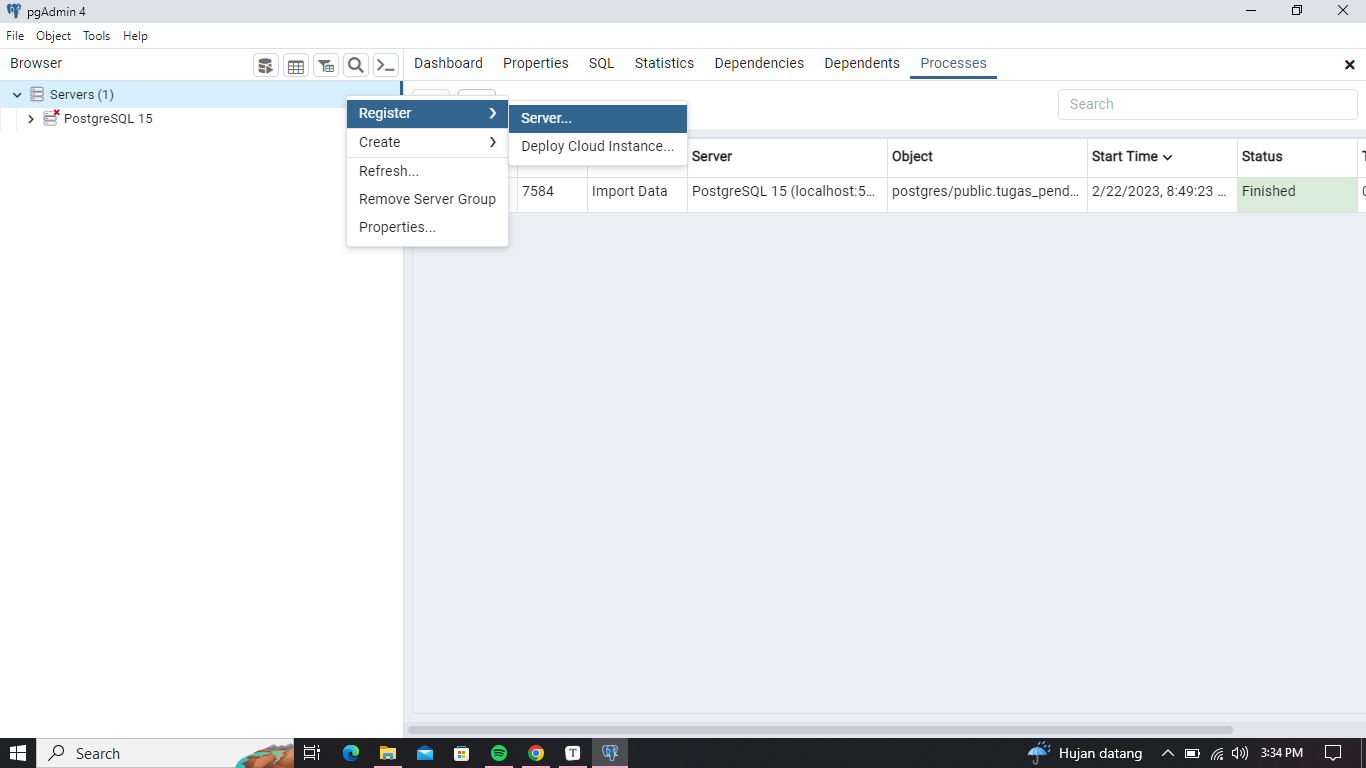 pgAdmin 4
File Object Tools Help
Browser
Dashboard Properties SQL Statistics Dependencies Dependents Processes
Servers (1)
PostgreSQL 15
Register
Create
Refresh...
Remove Server Group
Properties...
Server...
Deploy Cloud Instance...
Search
Server Object Start Time Status T
7584 Import Data PostgreSQL 15 (localhost:5... postgres/public.tugas_pend... 2/22/2023, 8:49:23 ... Finished
Search
T
Hujan datang
3:34 PM